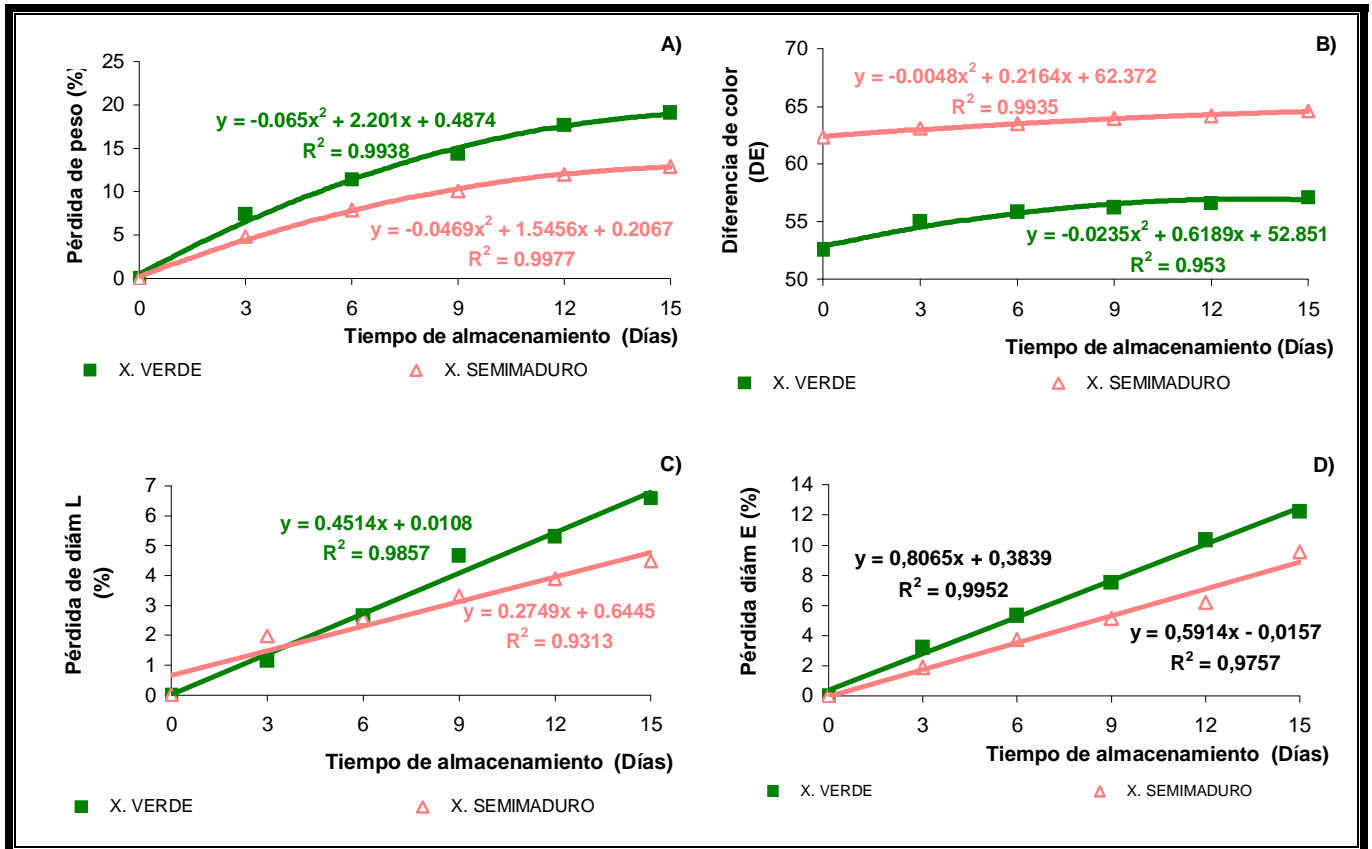 A)
Pérdida de peso (%)
25
20
15
10
5
0
y = -0.065x² + 2.201x + 0.4874
R² = 0.9938
y = -0.0469x² + 1.5456x + 0.2067
R² = 0.9977
0 3 6 9 12 15
Tiempo de almacenamiento (Días)
X. VERDE X. SEMIMADURO
B)
Diferencia de color
(DE)
70
65
60
55
50
y = -0.0048x² + 0.2164x + 62.372
R² = 0.9935
y = -0.0235x² + 0.6189x + 52.851
R² = 0.953
0 3 6 9 12 15
Tiempo de almacenamiento (Días)
X. VERDE X. SEMIMADURO
C)
Pérdida de diám L
(%)
7
6
5
4
3
2
1
0
y = 0.4514x + 0.0108
R² = 0.9857
y = 0.2749x + 0.6445
R² = 0.9313
0 3 6 9 12 15
Tiempo de almacenamiento (Días)
X. VERDE X. SEMIMADURO
D)
Pérdida diám E (%)
14
12
10
8
6
4
2
0
y = 0,8065x + 0,3839
R² = 0,9952
y = 0,5914x - 0,0157
R² = 0,9757
0 3 6 9 12 15
Tiempo de almacenamiento (Días)
X. VERDE X. SEMIMADURO